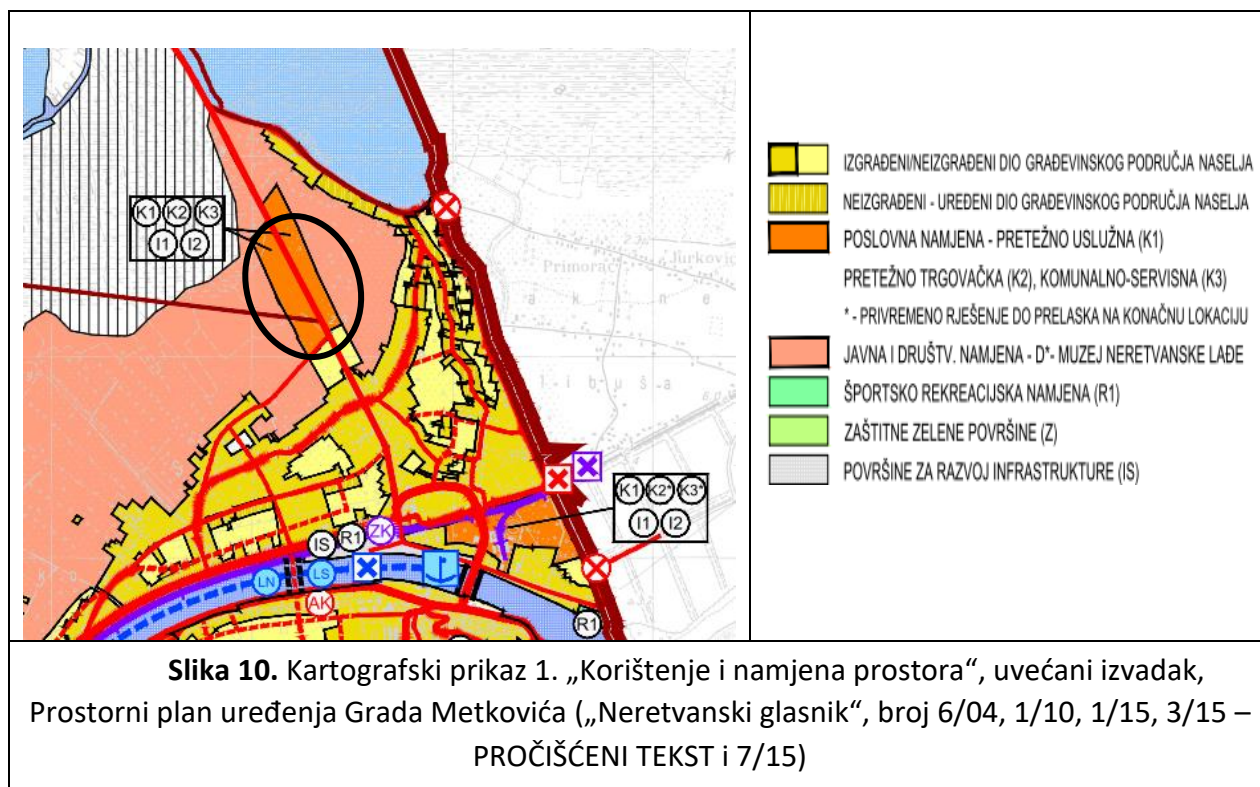 K1 K2 K3
I1 I2
Primorac
Jurkovic
K1 K2* K3*
I1 I2
IS R1 ZK
LN LS
AK
R1
IZGRAĐENI/NEIZGRAĐENI DIO GRAĐEVINSKOG PODRUČJA NASELJA
NEIZGRAĐENI - UREĐENI DIO GRAĐEVINSKOG PODRUČJA NASELJA
POSLOVNA NAMJENA - PRETEŽNO USLUŽNA (K1)
PRETEŽNO TRGOVAČKA (K2), KOMUNALNO-SERVISNA (K3)
* - PRIVREMENO RJEŠENJE DO PRELASKA NA KONAČNU LOKACIJU
JAVNA I DRUŠTV. NAMJENA - D*- MUZEJ NERETVANSKE LAĐE
ŠPORTSKO REKREACIJSKA NAMJENA (R1)
ZAŠTITNE ZELENE POVRŠINE (Z)
POVRŠINE ZA RAZVOJ INFRASTRUKTURE (IS)
Slika 10. Kartografski prikaz 1. „Korištenje i namjena prostora“, uvećani izvadak,
Prostorni plan uređenja Grada Metkovića („Neretvanski glasnik“, broj 6/04, 1/10, 1/15, 3/15 –
PROČIŠĆENI TEKST i 7/15)